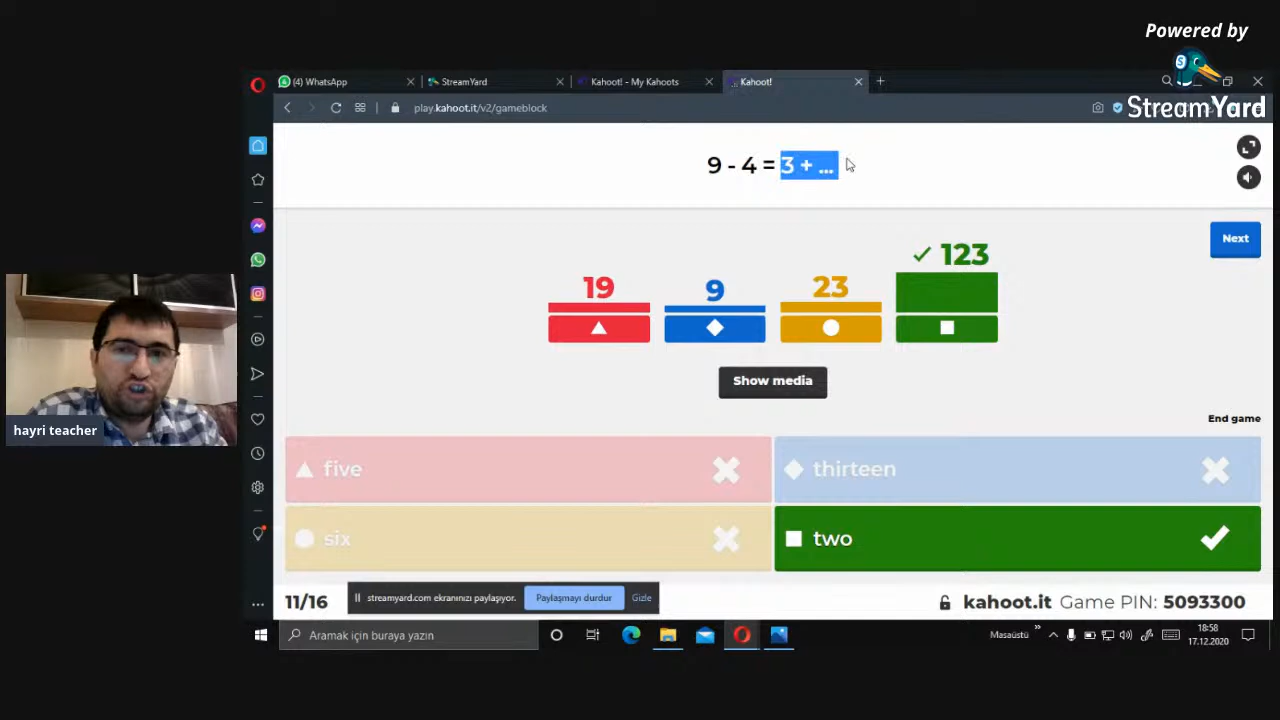 Powered by
StreamYard
(4) WhatsApp
StreamYard
Kahoot! - My Kahoots
Kahoot!
play.kahoot.it/v2/gameblock
9 - 4 = 3 + ...
Next
19
9
23
123
Show media
hayri teacher
End game
five
thirteen
six
two
11/16
streamyard.com ekranınızı paylaşıyor.
Paylaşmayı durdur
Gizle
kahoot.it Game PIN: 5093300
Aramak için buraya yazın
Masaüstü
18:58
17.12.2020